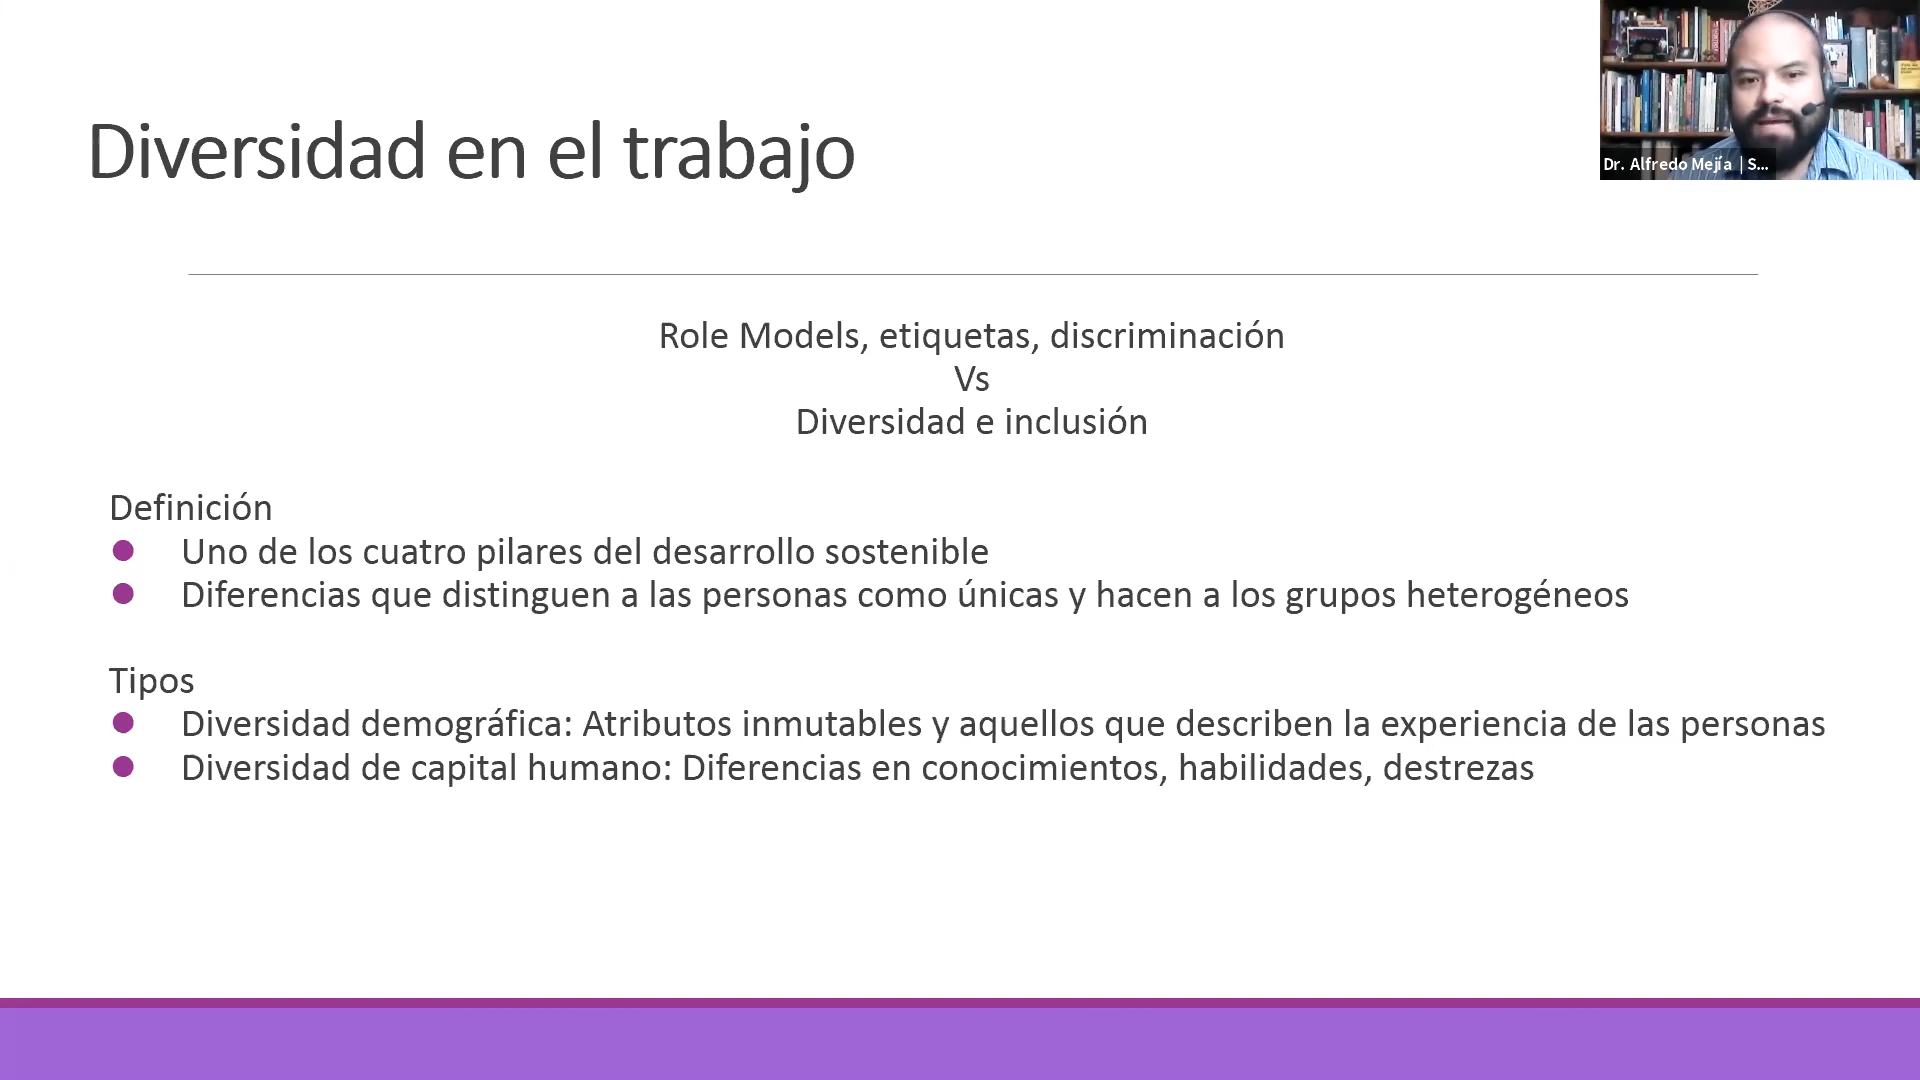 Diversidad en el trabajo
Dr. Alfredo Mejía | S...
Role Models, etiquetas, discriminación
Vs
Diversidad e inclusión
Definición
● Uno de los cuatro pilares del desarrollo sostenible
● Diferencias que distinguen a las personas como únicas y hacen a los grupos heterogéneos
Tipos
● Diversidad demográfica: Atributos inmutables y aquellos que describen la experiencia de las personas
● Diversidad de capital humano: Diferencias en conocimientos, habilidades, destrezas